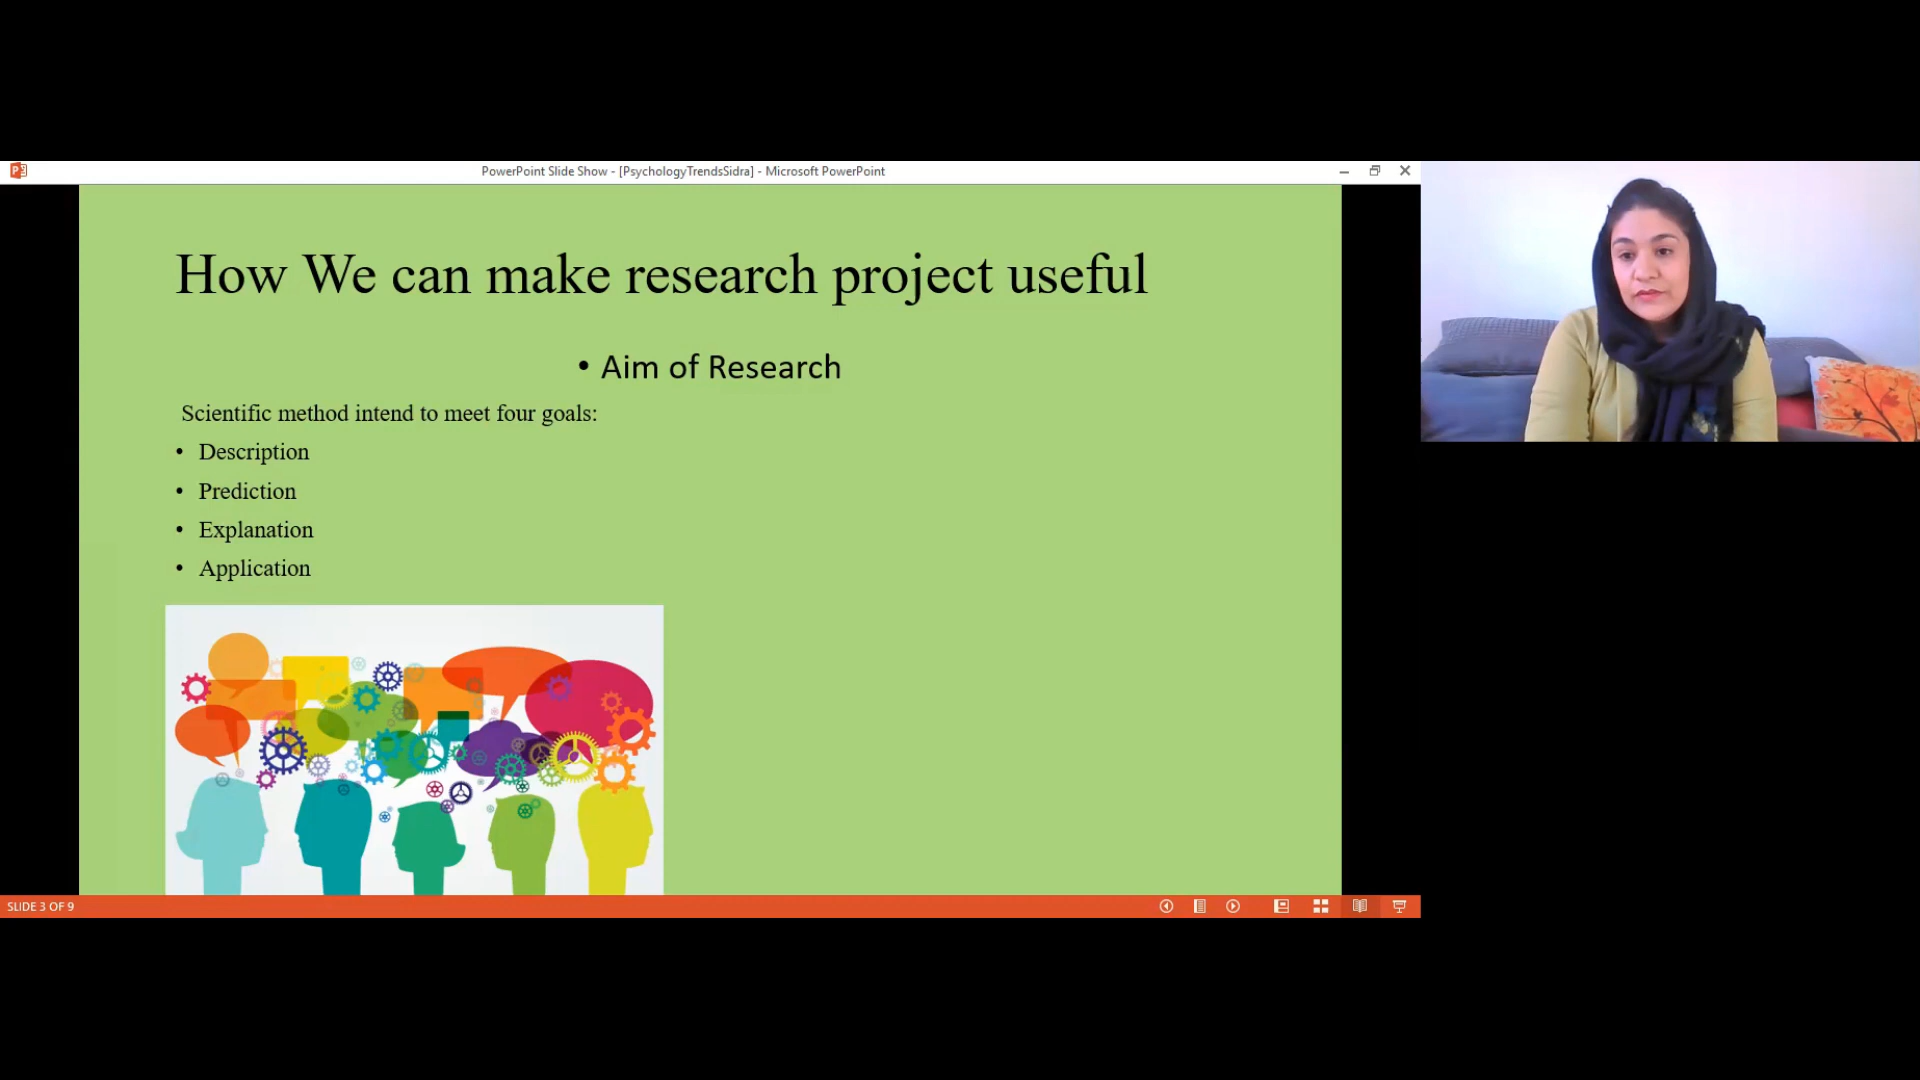 PowerPoint Slide Show - [PsychologyTrendsSidra] - Microsoft PowerPoint
How We can make research project useful
• Aim of Research
Scientific method intend to meet four goals:
• Description
• Prediction
• Explanation
• Application
SLIDE 3 OF 9